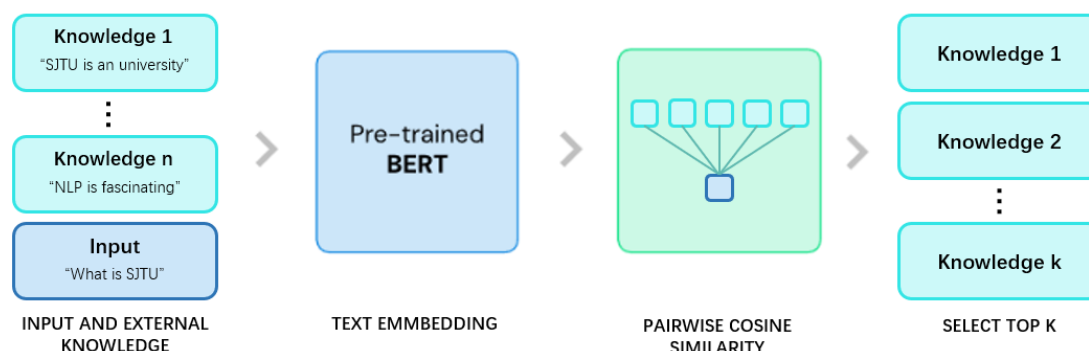 Knowledge 1
“SJTU is an university”
Knowledge n
“NLP is fascinating”
Input
“What is SJTU”
INPUT AND EXTERNAL
KNOWLEDGE
Pre-trained
BERT
TEXT EMMBEDDING
PAIRWISE COSINE
SIMILARITY
Knowledge 1
Knowledge 2
Knowledge k
SELECT TOP K